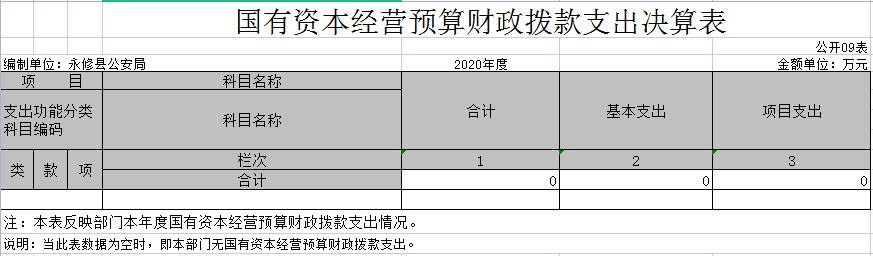 国有资本经营预算财政拨款支出决算表
公开09表
编制单位：永修县公安局 2020年度 金额单位：万元
项 目 科目名称 合计 基本支出 项目支出
支出功能分类
科目编码 科目名称
类 款 项 栏次 1 2 3
合计 0 0 0
注：本表反映部门本年度国有资本经营预算财政拨款支出情况。
说明：当此表数据为空时，即本部门无国有资本经营预算财政拨款支出。